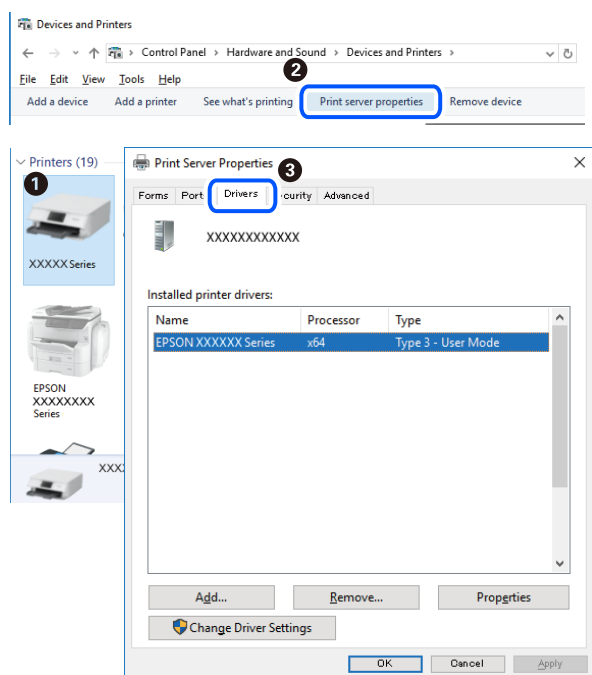 Devices and Printers
Control Panel > Hardware and Sound > Devices and Printers >
2
File Edit View Tools Help
Add a device Add a printer See what's printing Print server properties Remove device
Printers (19)
1
XXXXX Series
EPSON
XXXXXXXX
Series
XXX
Print Server Properties
3
Forms Port Drivers curity Advanced
XXXXXXXXXXXX
Installed printer drivers:
Name Processor Type
EPSON XXXXXX Series x64 Type 3 - User Mode
Add... Remove... Properties
Change Driver Settings
OK Cancel Apply